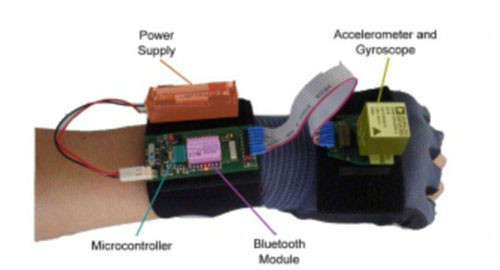 Power
Supply
Accelerometer and
Gyroscope
Microcontroller
Bluetooth
Module